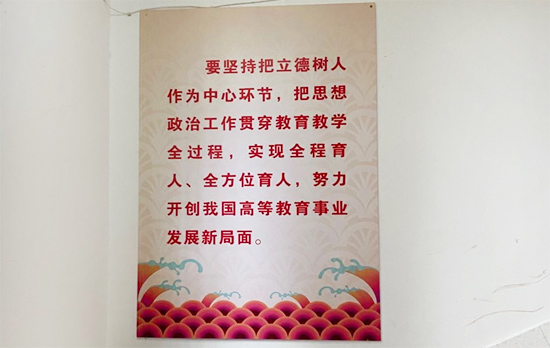 要坚持把立德树人
作为中心环节，把思想
政治工作贯穿教育教学
全过程，实现全程育
人、全方位育人，努力
开创我国高等教育事业
发展新局面。